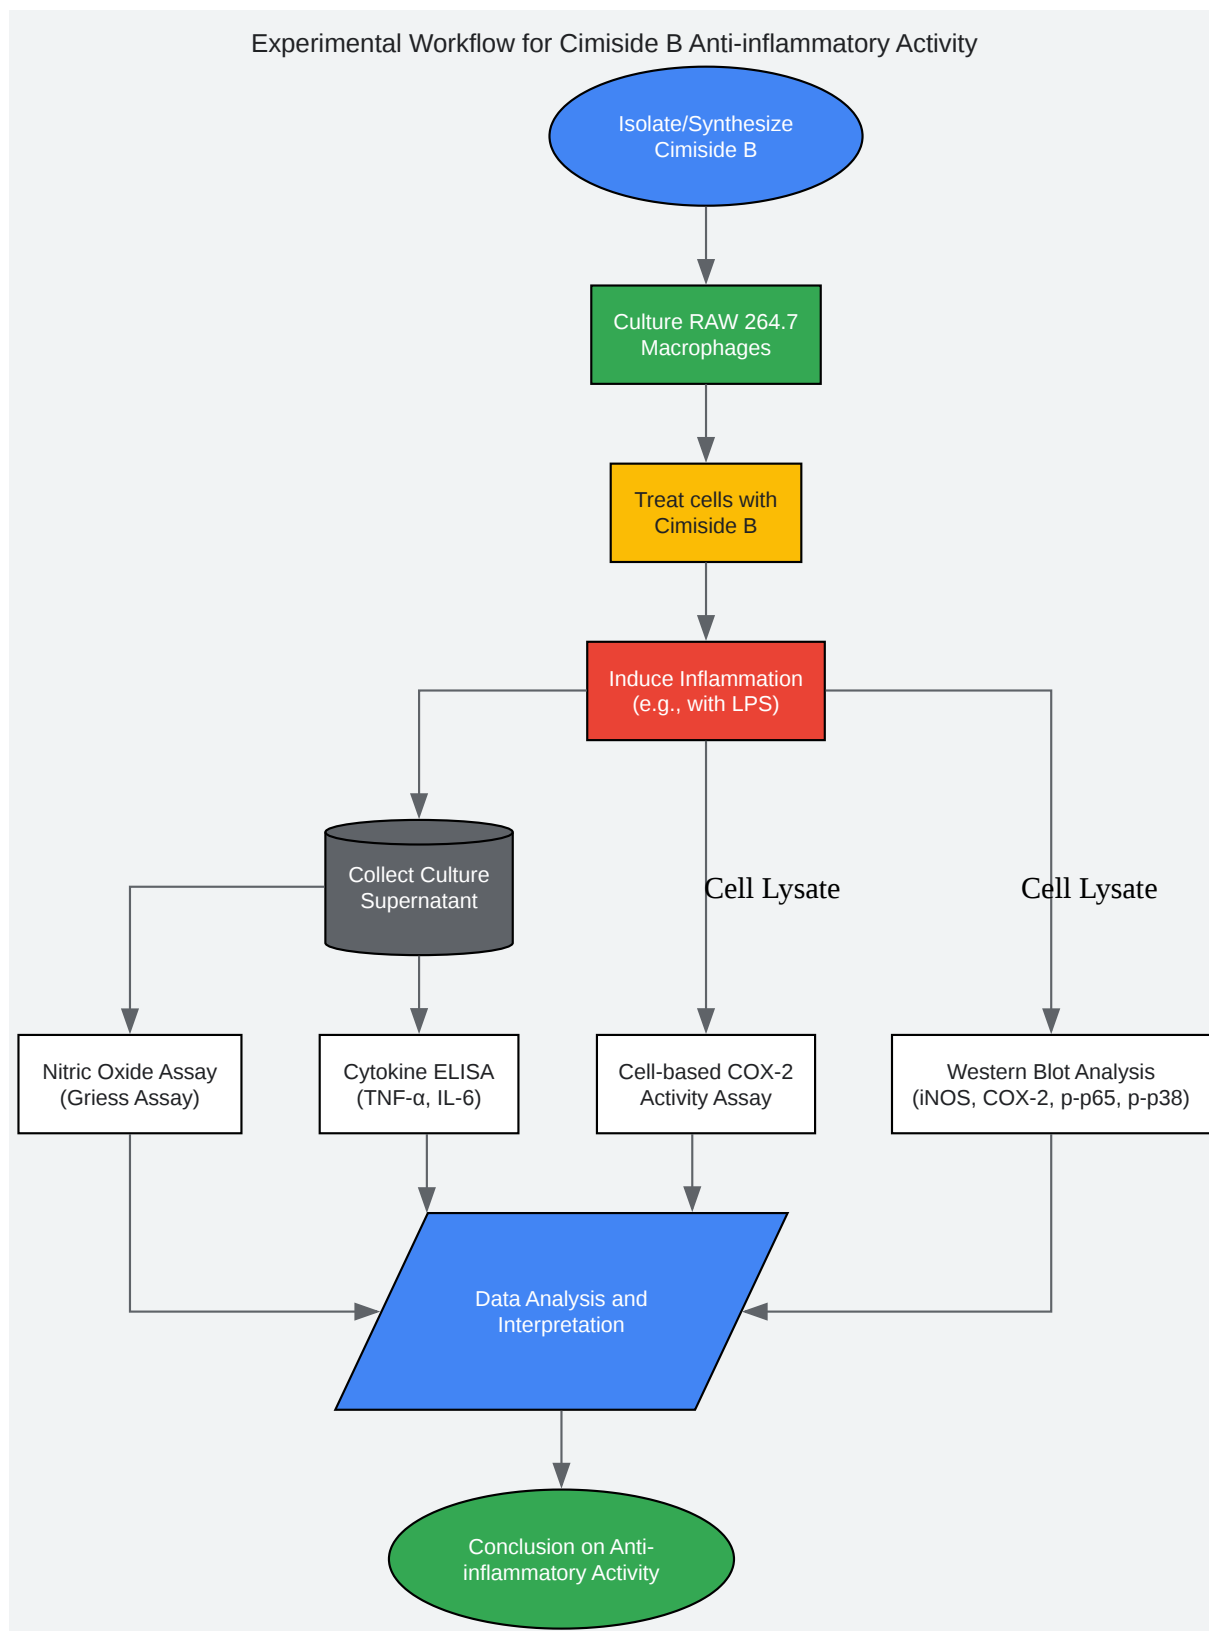 Experimental Workflow for Cimiside B Anti-inflammatory Activity
Isolate/Synthesize
Cimiside B
Culture RAW 264.7
Macrophages
Treat cells with
Cimiside B
Induce Inflammation
(e.g., with LPS)
Collect Culture
Supernatant
Cell Lysate
Cell Lysate
Nitric Oxide Assay
(Griess Assay)
Cytokine ELISA
(TNF-α, IL-6)
Cell-based COX-2
Activity Assay
Western Blot Analysis
(iNOS, COX-2, p-p65, p-p38)
Data Analysis and
Interpretation
Conclusion on Anti-
inflammatory Activity